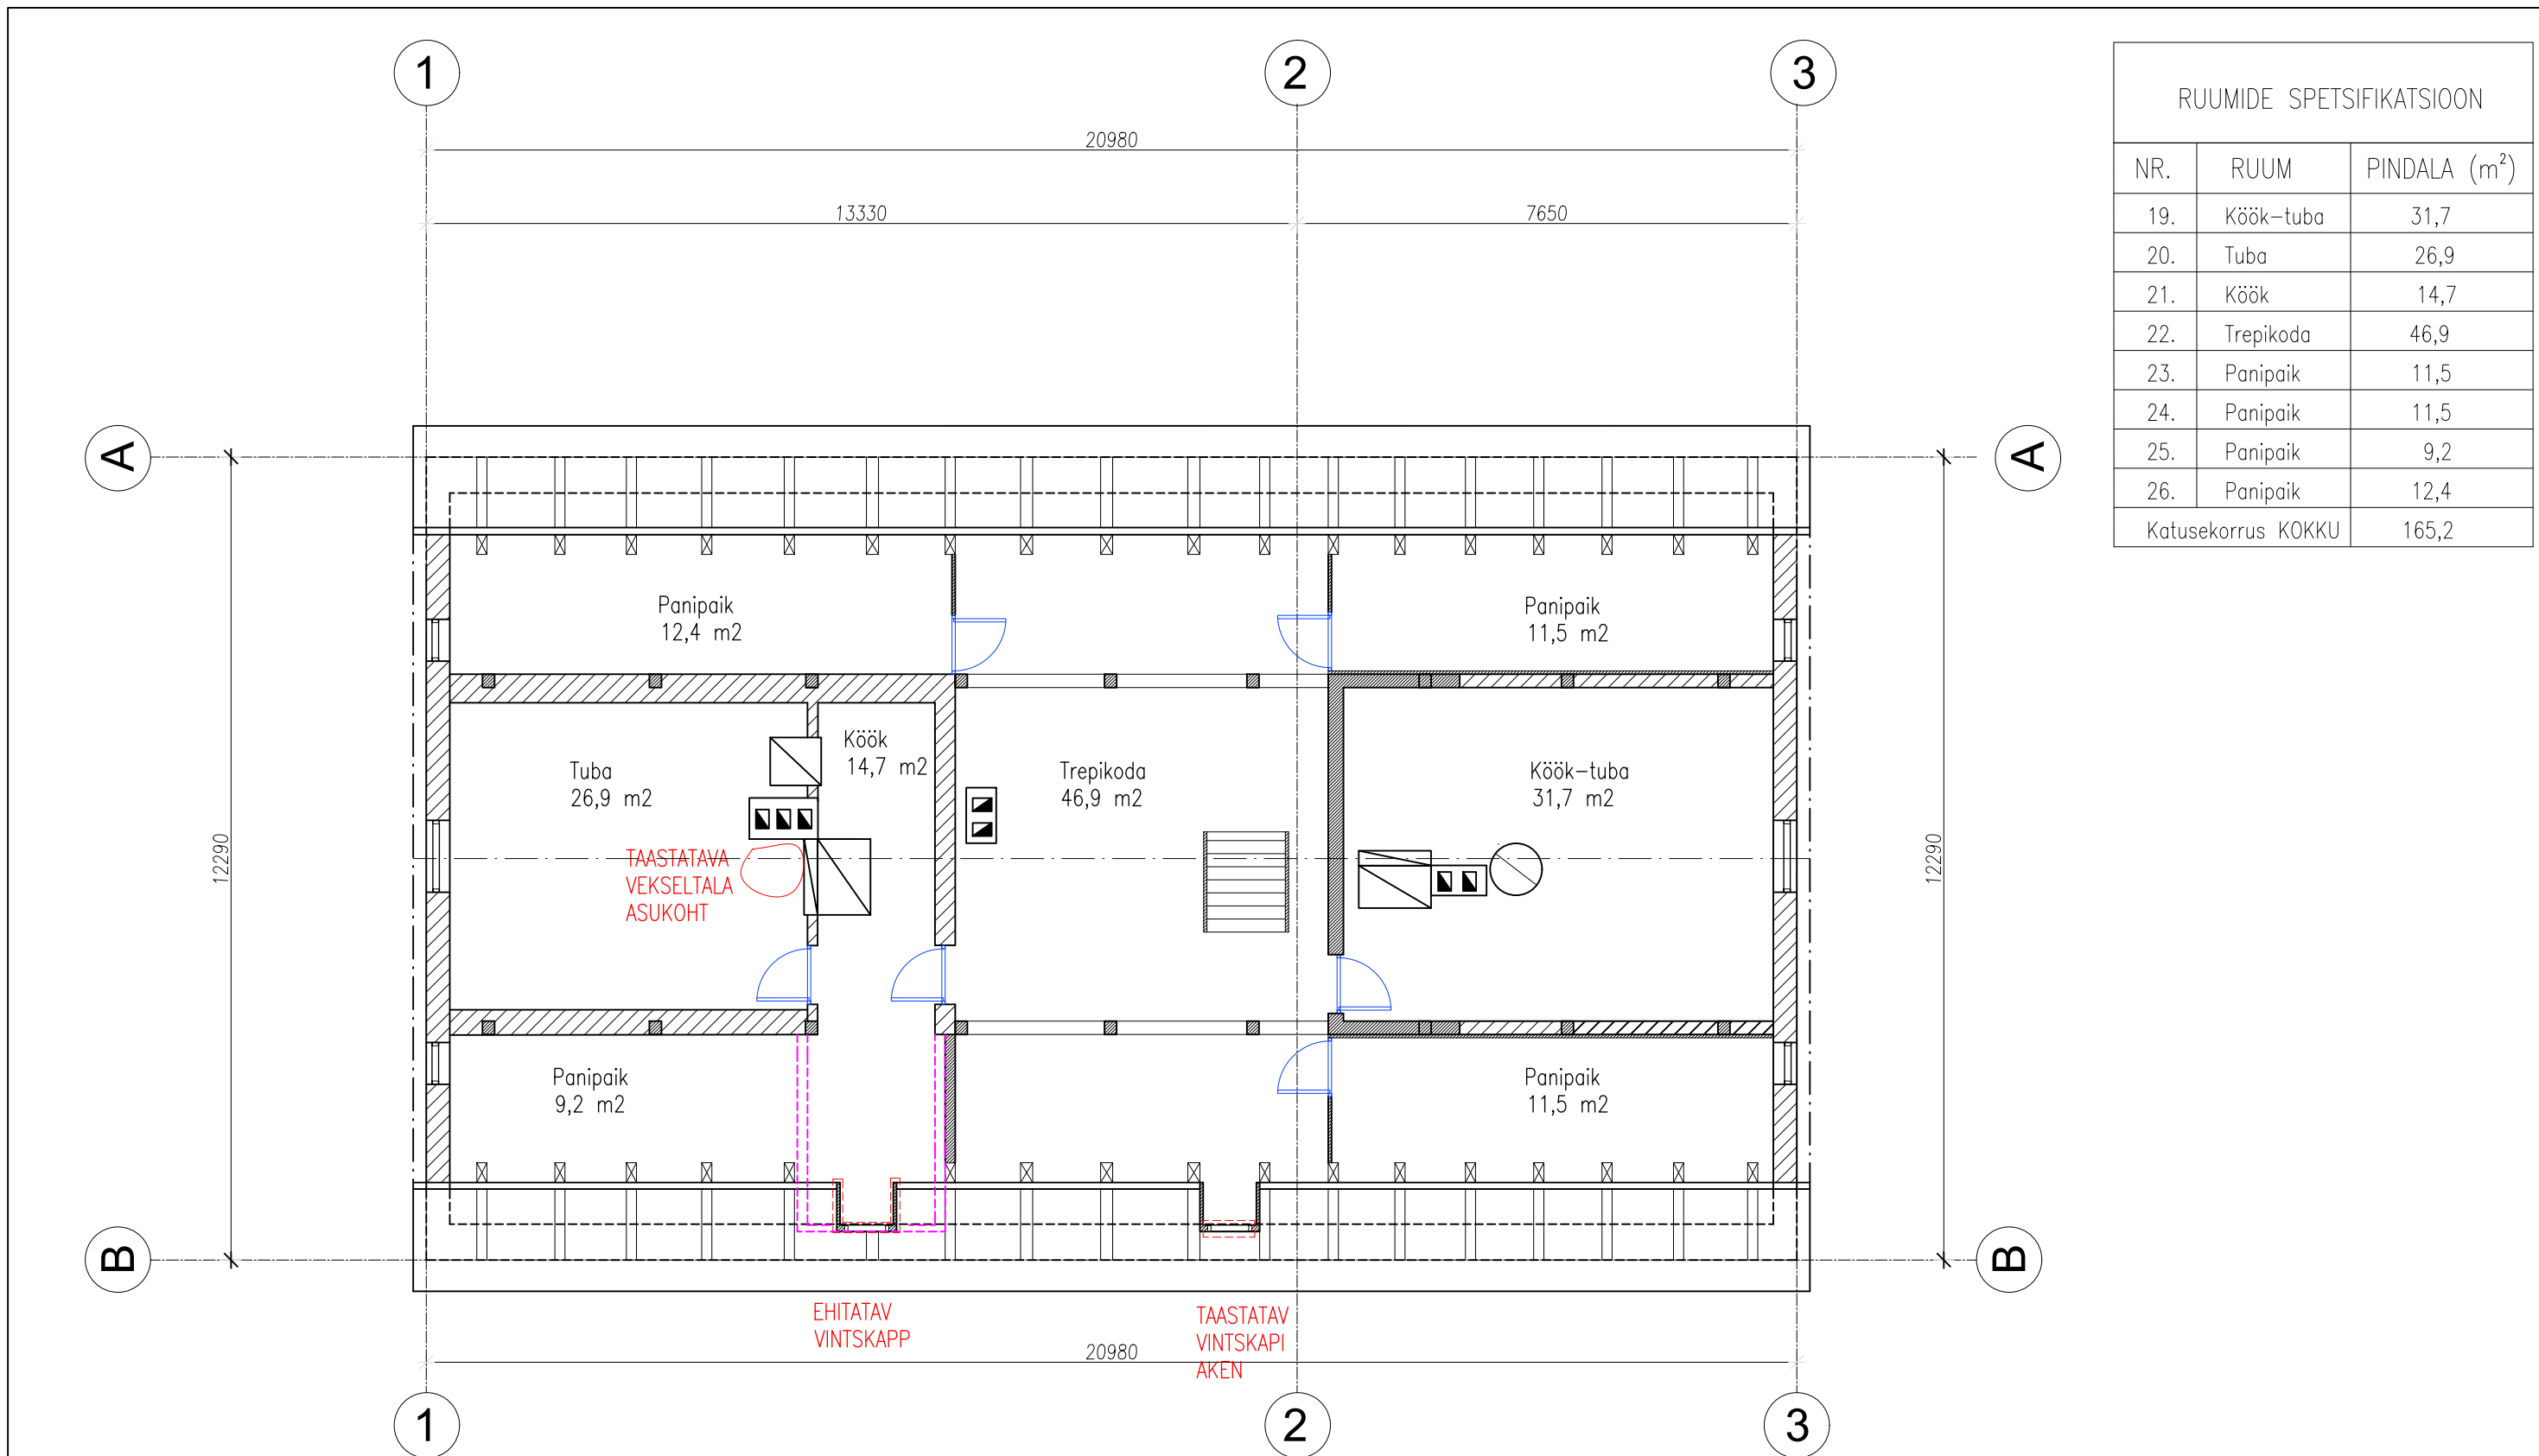 1
2
3
20980
13330
7650
RUUMIDE SPETSIFIKATSIOON
NR. RUUM PINDALA (m²)
19. Köök-tuba 31,7
20. Tuba 26,9
21. Köök 14,7
22. Trepikoda 46,9
23. Panipaik 11,5
24. Panipaik 11,5
25. Panipaik 9,2
26. Panipaik 12,4
Katusekorrus KOKKU 165,2
A
A
Panipaik
12,4 m2
Panipaik
11,5 m2
Köök
14,7 m2
Tuba
26,9 m2
Trepikoda
46,9 m2
Köök-tuba
31,7 m2
12290
12290
TAASTATAVA
VEKSELTALA
ASUKOHT
Panipaik
9,2 m2
Panipaik
11,5 m2
B
B
EHITATAV
VINTSKAPP
TAASTATAV
VINTSKAPI
AKEN
20980
1
2
3